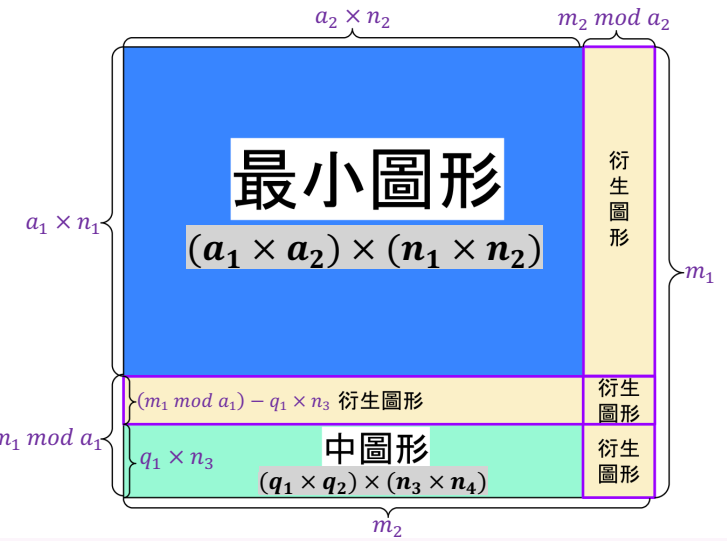 a₂ × n₂
m₂ mod a₂
最小圖形
(a₁ × a₂) × (n₁ × n₂)
衍生圖形
a₁ × n₁
m₁
(m₁ mod a₁) − q₁ × n₃ 衍生圖形
衍生
圖形
m₁ mod a₁
q₁ × n₃
中圖形
(q₁ × q₂) × (n₃ × n₄)
衍生
圖形
m₂